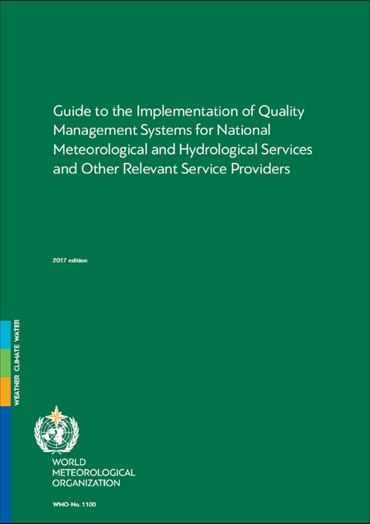 Guide to the Implementation of Quality
Management Systems for National
Meteorological and Hydrological Services
and Other Relevant Service Providers
2017 edition
WEATHER CLIMATE WATER
WORLD
METEOROLOGICAL
ORGANIZATION
WMO-No. 1100